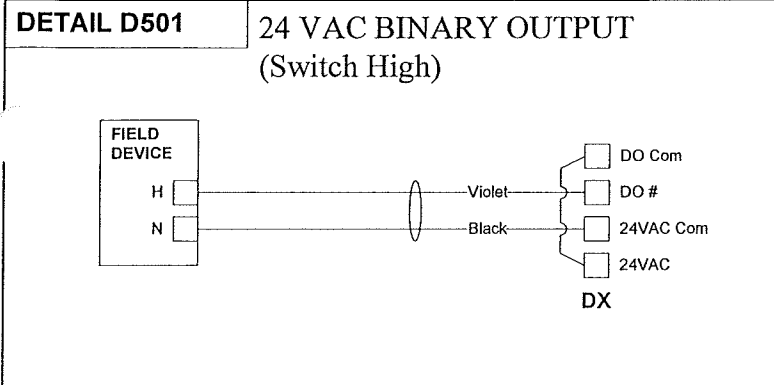 DETAIL D501
24 VAC BINARY OUTPUT
(Switch High)
FIELD
DEVICE
H
N
Violet
Black
DO Com
DO #
24VAC Com
24VAC
DX